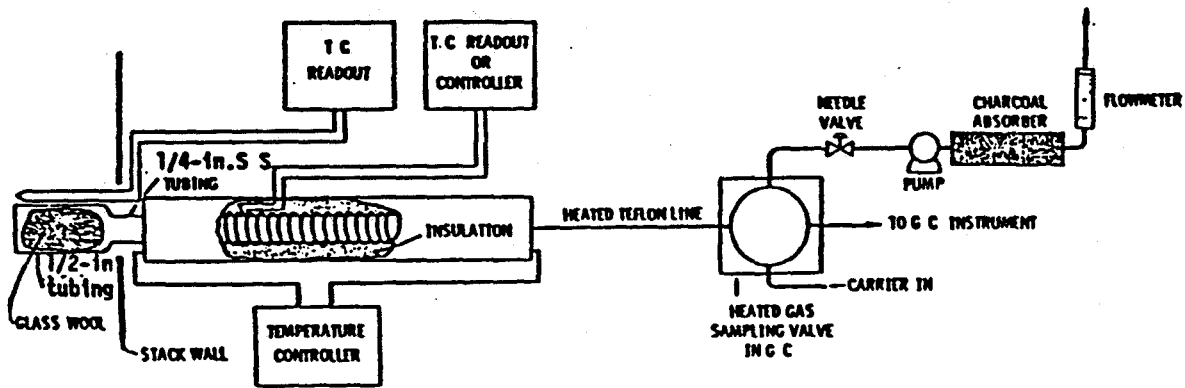 T C
READOUT
T.C READOUT
OR
CONTROLLER
1/4-in.S S
TUBING
INSULATION
1/2-in
tubing
GLASS WOOL
STACK WALL
TEMPERATURE
CONTROLLER
HEATED TEFLON LINE
NEEDLE
VALVE
PUMP
CHARCOAL
ABSORBER
FLOWMETER
TO G C INSTRUMENT
CARRIER IN
HEATED GAS
SAMPLING VALVE
IN G C